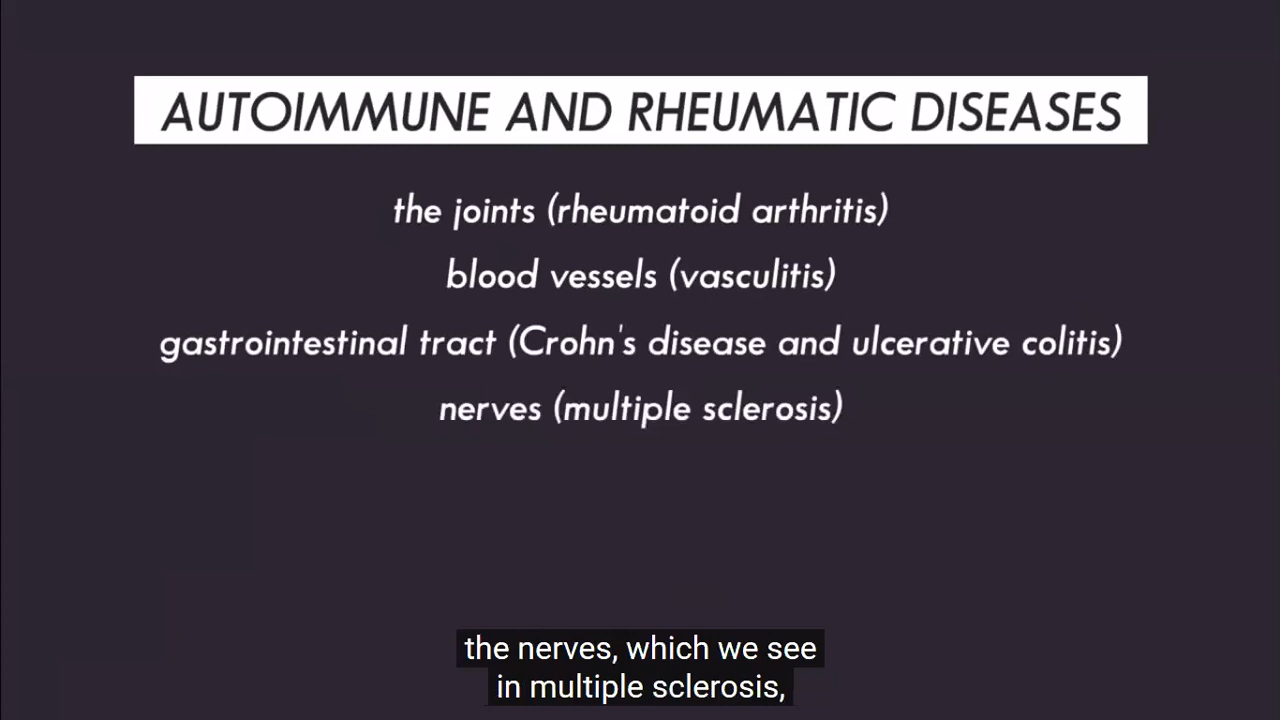 AUTOIMMUNE AND RHEUMATIC DISEASES
the joints (rheumatoid arthritis)
blood vessels (vasculitis)
gastrointestinal tract (Crohn's disease and ulcerative colitis)
nerves (multiple sclerosis)
the nerves, which we see
in multiple sclerosis,